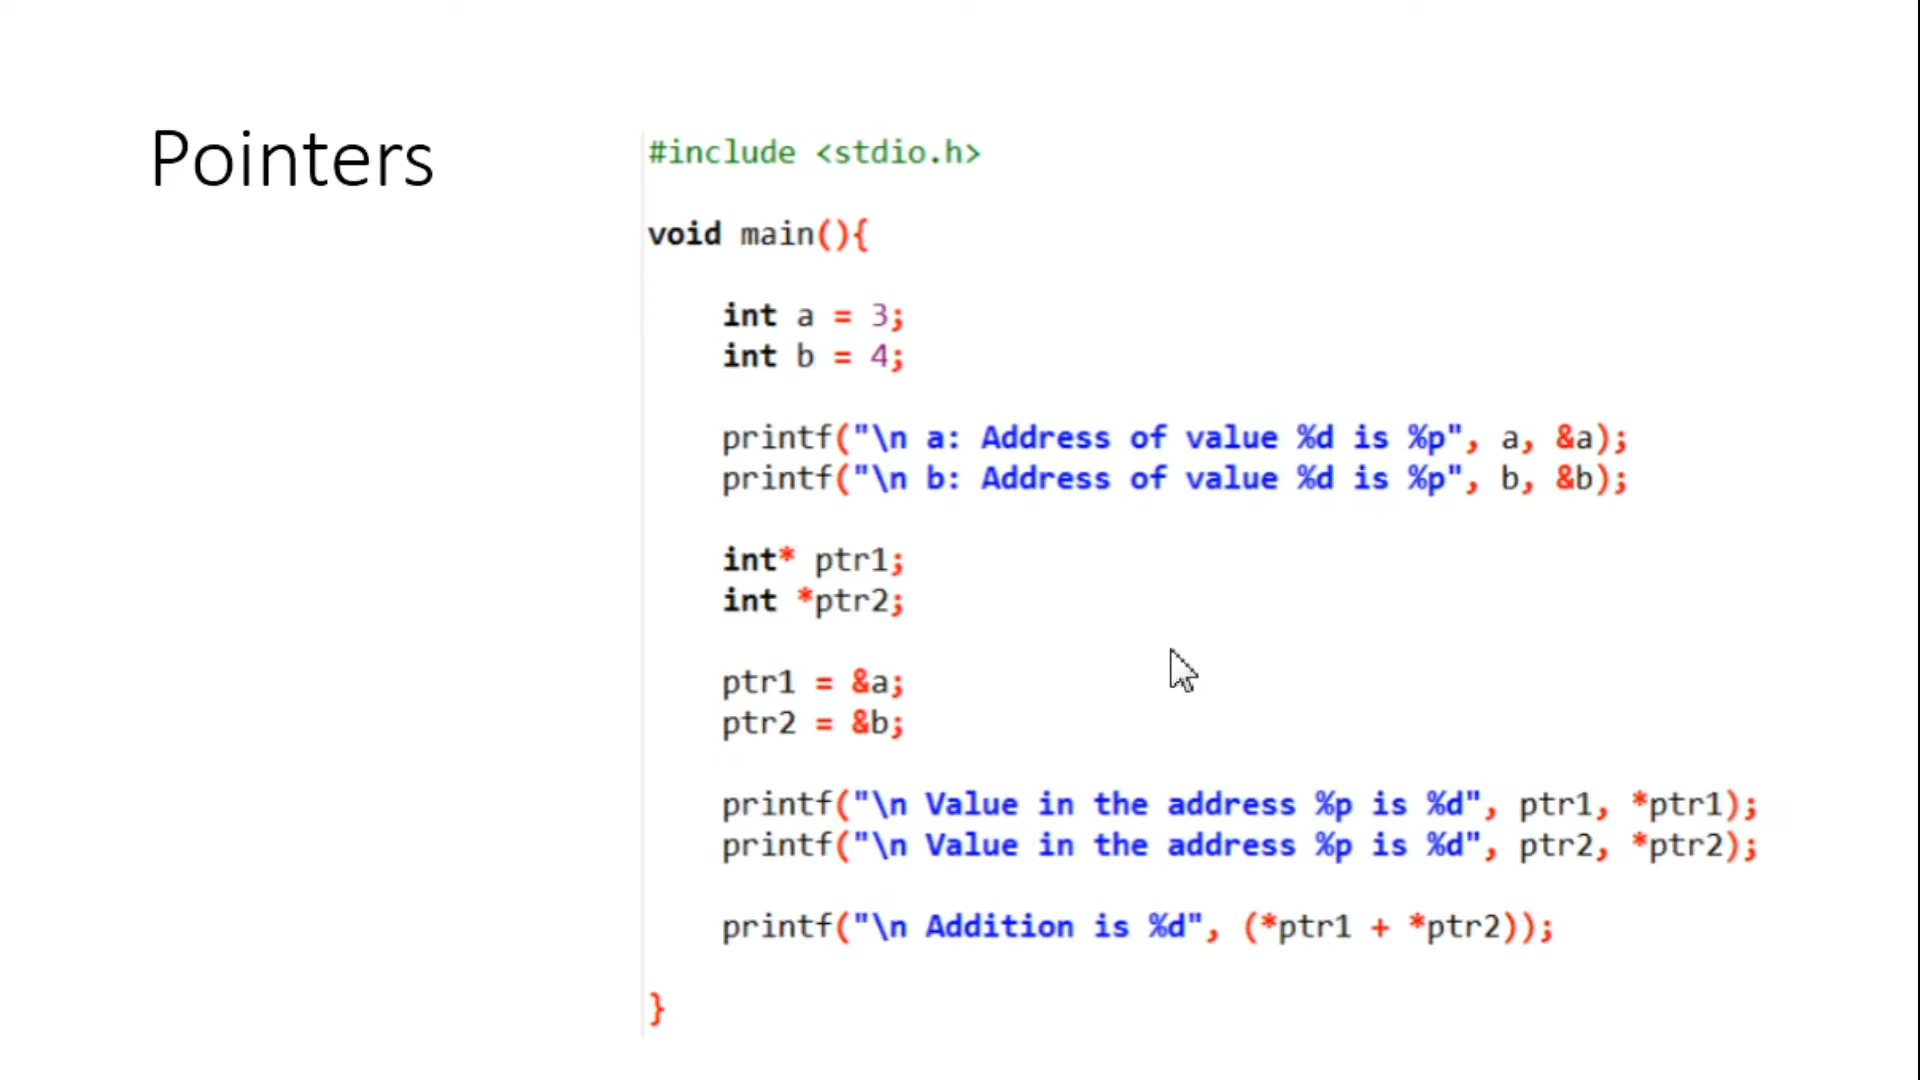 Pointers
#include <stdio.h>
void main(){
int a = 3;
int b = 4;
printf("\n a: Address of value %d is %p", a, &a);
printf("\n b: Address of value %d is %p", b, &b);
int* ptr1;
int *ptr2;
ptr1 = &a;
ptr2 = &b;
printf("\n Value in the address %p is %d", ptr1, *ptr1);
printf("\n Value in the address %p is %d", ptr2, *ptr2);
printf("\n Addition is %d", (*ptr1 + *ptr2));
}